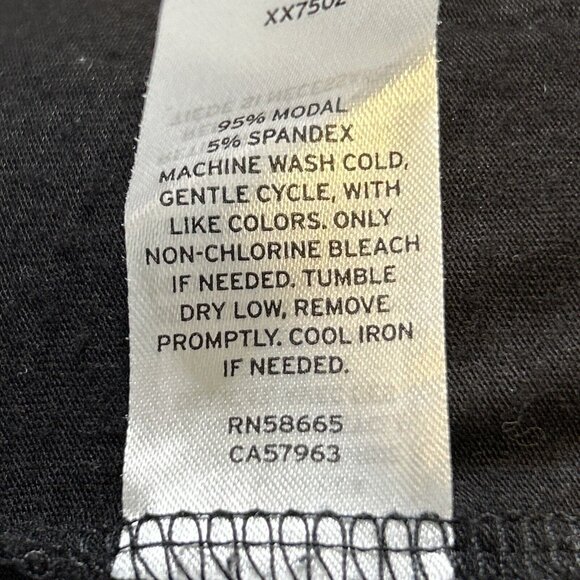 XX7502
95% MODAL
5% SPANDEX
MACHINE WASH COLD,
GENTLE CYCLE, WITH
LIKE COLORS. ONLY
NON-CHLORINE BLEACH
IF NEEDED. TUMBLE
DRY LOW, REMOVE
PROMPTLY. COOL IRON
IF NEEDED.
RN58665
CA57963